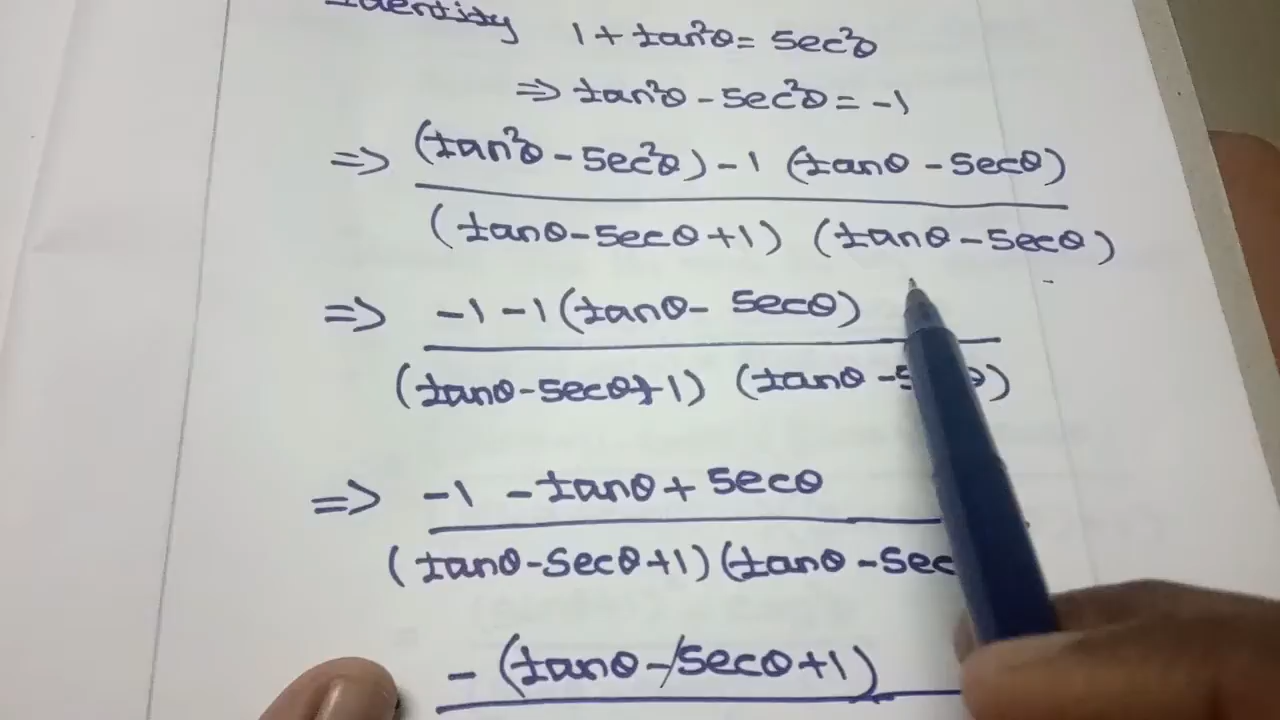 Identity 1 + tan²θ = sec²θ
⇒ tan²θ - sec²θ = -1
⇒ (tan²θ - sec²θ) - 1 (tanθ - secθ)
(tanθ - secθ + 1) (tanθ - secθ)
⇒ -1 - 1 (tanθ - secθ)
(tanθ - secθ + 1) (tanθ - secθ)
⇒ -1 - tanθ + secθ
(tanθ - secθ + 1) (tanθ - sec
- (tanθ - secθ + 1)